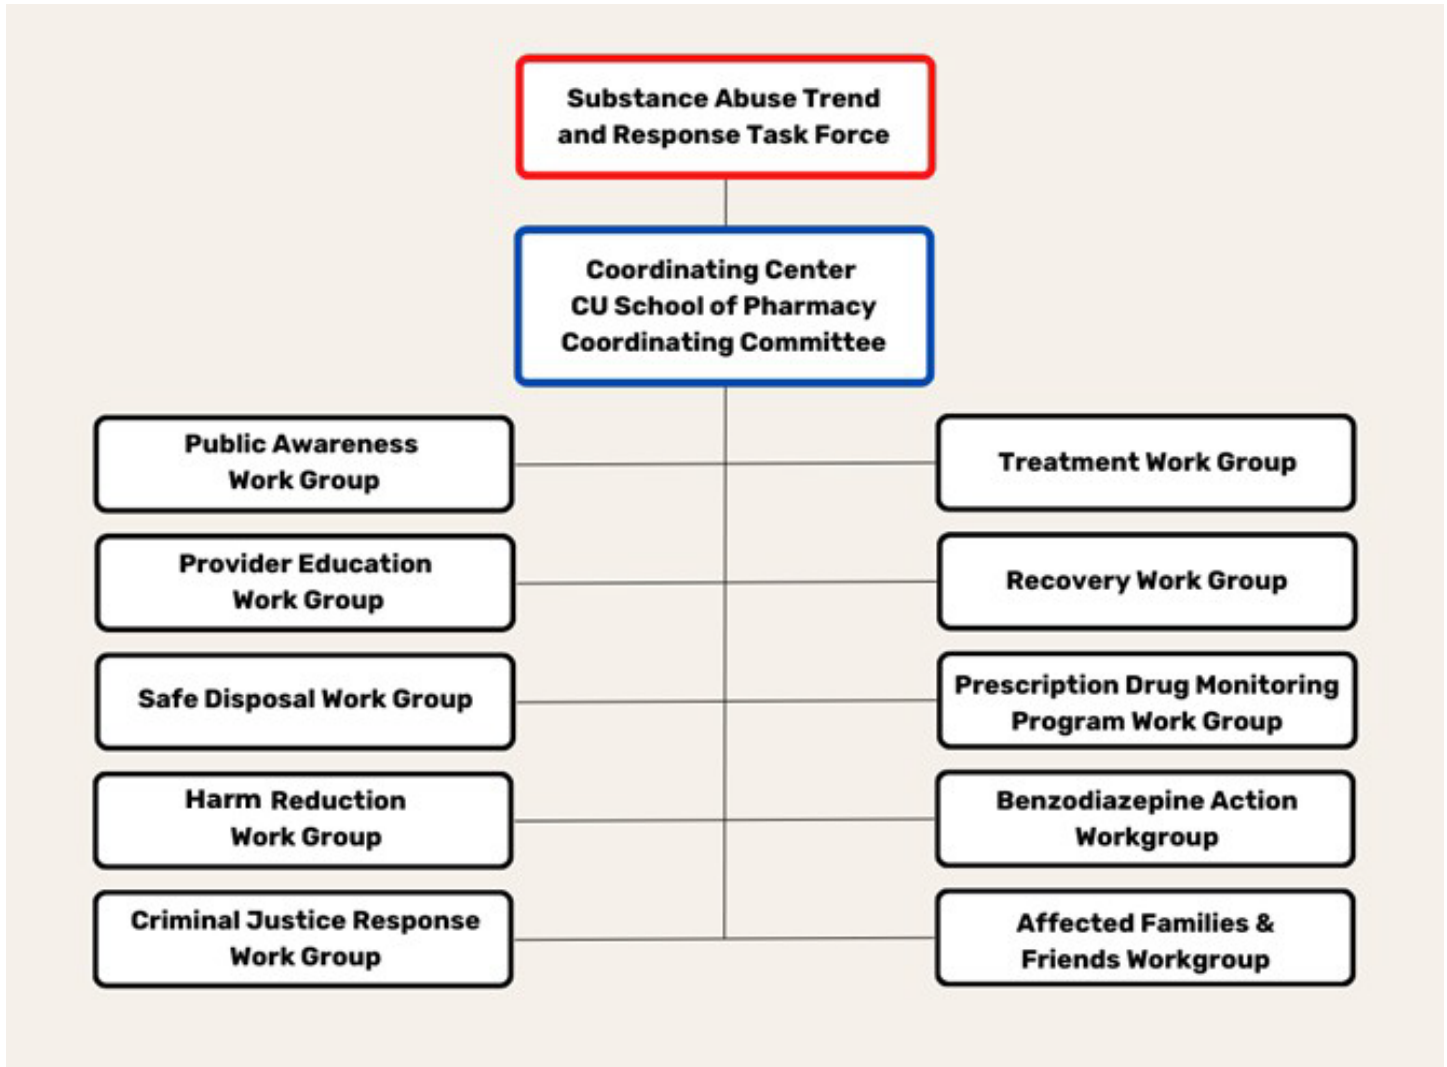 Substance Abuse Trend
and Response Task Force
Coordinating Center
CU School of Pharmacy
Coordinating Committee
Public Awareness
Work Group
Treatment Work Group
Provider Education
Work Group
Recovery Work Group
Safe Disposal Work Group
Prescription Drug Monitoring
Program Work Group
Harm Reduction
Work Group
Benzodiazepine Action
Workgroup
Criminal Justice Response
Work Group
Affected Families &
Friends Workgroup